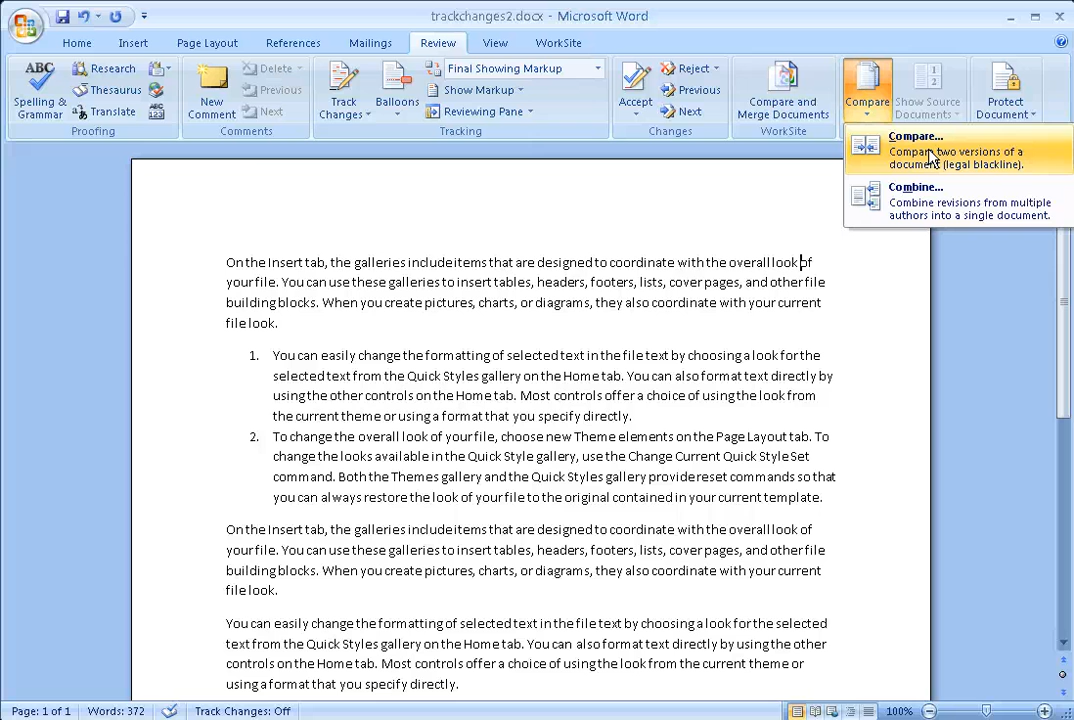 trackchanges2.docx - Microsoft Word
Home Insert Page Layout References Mailings Review View WorkSite
ABC Research Delete Final Showing Markup Reject
Thesaurus Previous Show Markup Previous
Spelling & Grammar Translate New Comment Next Track Changes Balloons Reviewing Pane Accept Next Compare and Merge Documents Compare Show Source Documents Protect Document
Proofing Comments Tracking Changes WorkSite
Compare...
Compare two versions of a
document (legal blackline).
Combine...
Combine revisions from multiple
authors into a single document.
On the Insert tab, the galleries include items that are designed to coordinate with the overall look of
your file. You can use these galleries to insert tables, headers, footers, lists, cover pages, and other file
building blocks. When you create pictures, charts, or diagrams, they also coordinate with your current
file look.
1. You can easily change the formatting of selected text in the file text by choosing a look for the
selected text from the Quick Styles gallery on the Home tab. You can also format text directly by
using the other controls on the Home tab. Most controls offer a choice of using the look from
the current theme or using a format that you specify directly.
2. To change the overall look of your file, choose new Theme elements on the Page Layout tab. To
change the looks available in the Quick Style gallery, use the Change Current Quick Style Set
command. Both the Themes gallery and the Quick Styles gallery provide reset commands so that
you can always restore the look of your file to the original contained in your current template.
On the Insert tab, the galleries include items that are designed to coordinate with the overall look of
your file. You can use these galleries to insert tables, headers, footers, lists, cover pages, and other file
building blocks. When you create pictures, charts, or diagrams, they also coordinate with your current
file look.
You can easily change the formatting of selected text in the file text by choosing a look for the selected
text from the Quick Styles gallery on the Home tab. You can also format text directly by using the other
controls on the Home tab. Most controls offer a choice of using the look from the current theme or
using a format that you specify directly.
Page: 1 of 1 Words: 372 Track Changes: Off 100%